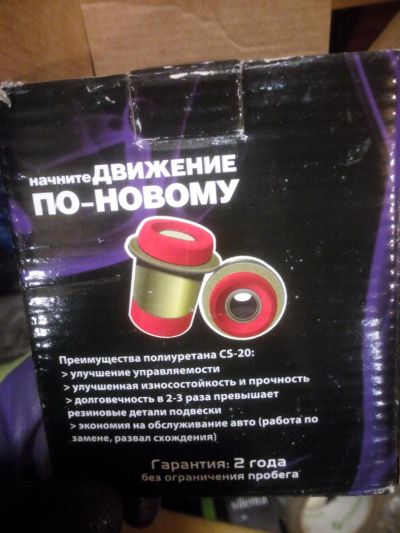 начните ДВИЖЕНИЕ
ПО-НОВОМУ
Преимущества полиуретана CS-20:
> улучшение управляемости
> улучшенная износостойкость и прочность
> долговечность в 2-3 раза превышает
резиновые детали подвески
> экономия на обслуживание авто (работа по
замене, развал схождения)
Гарантия: 2 года
без ограничения пробега